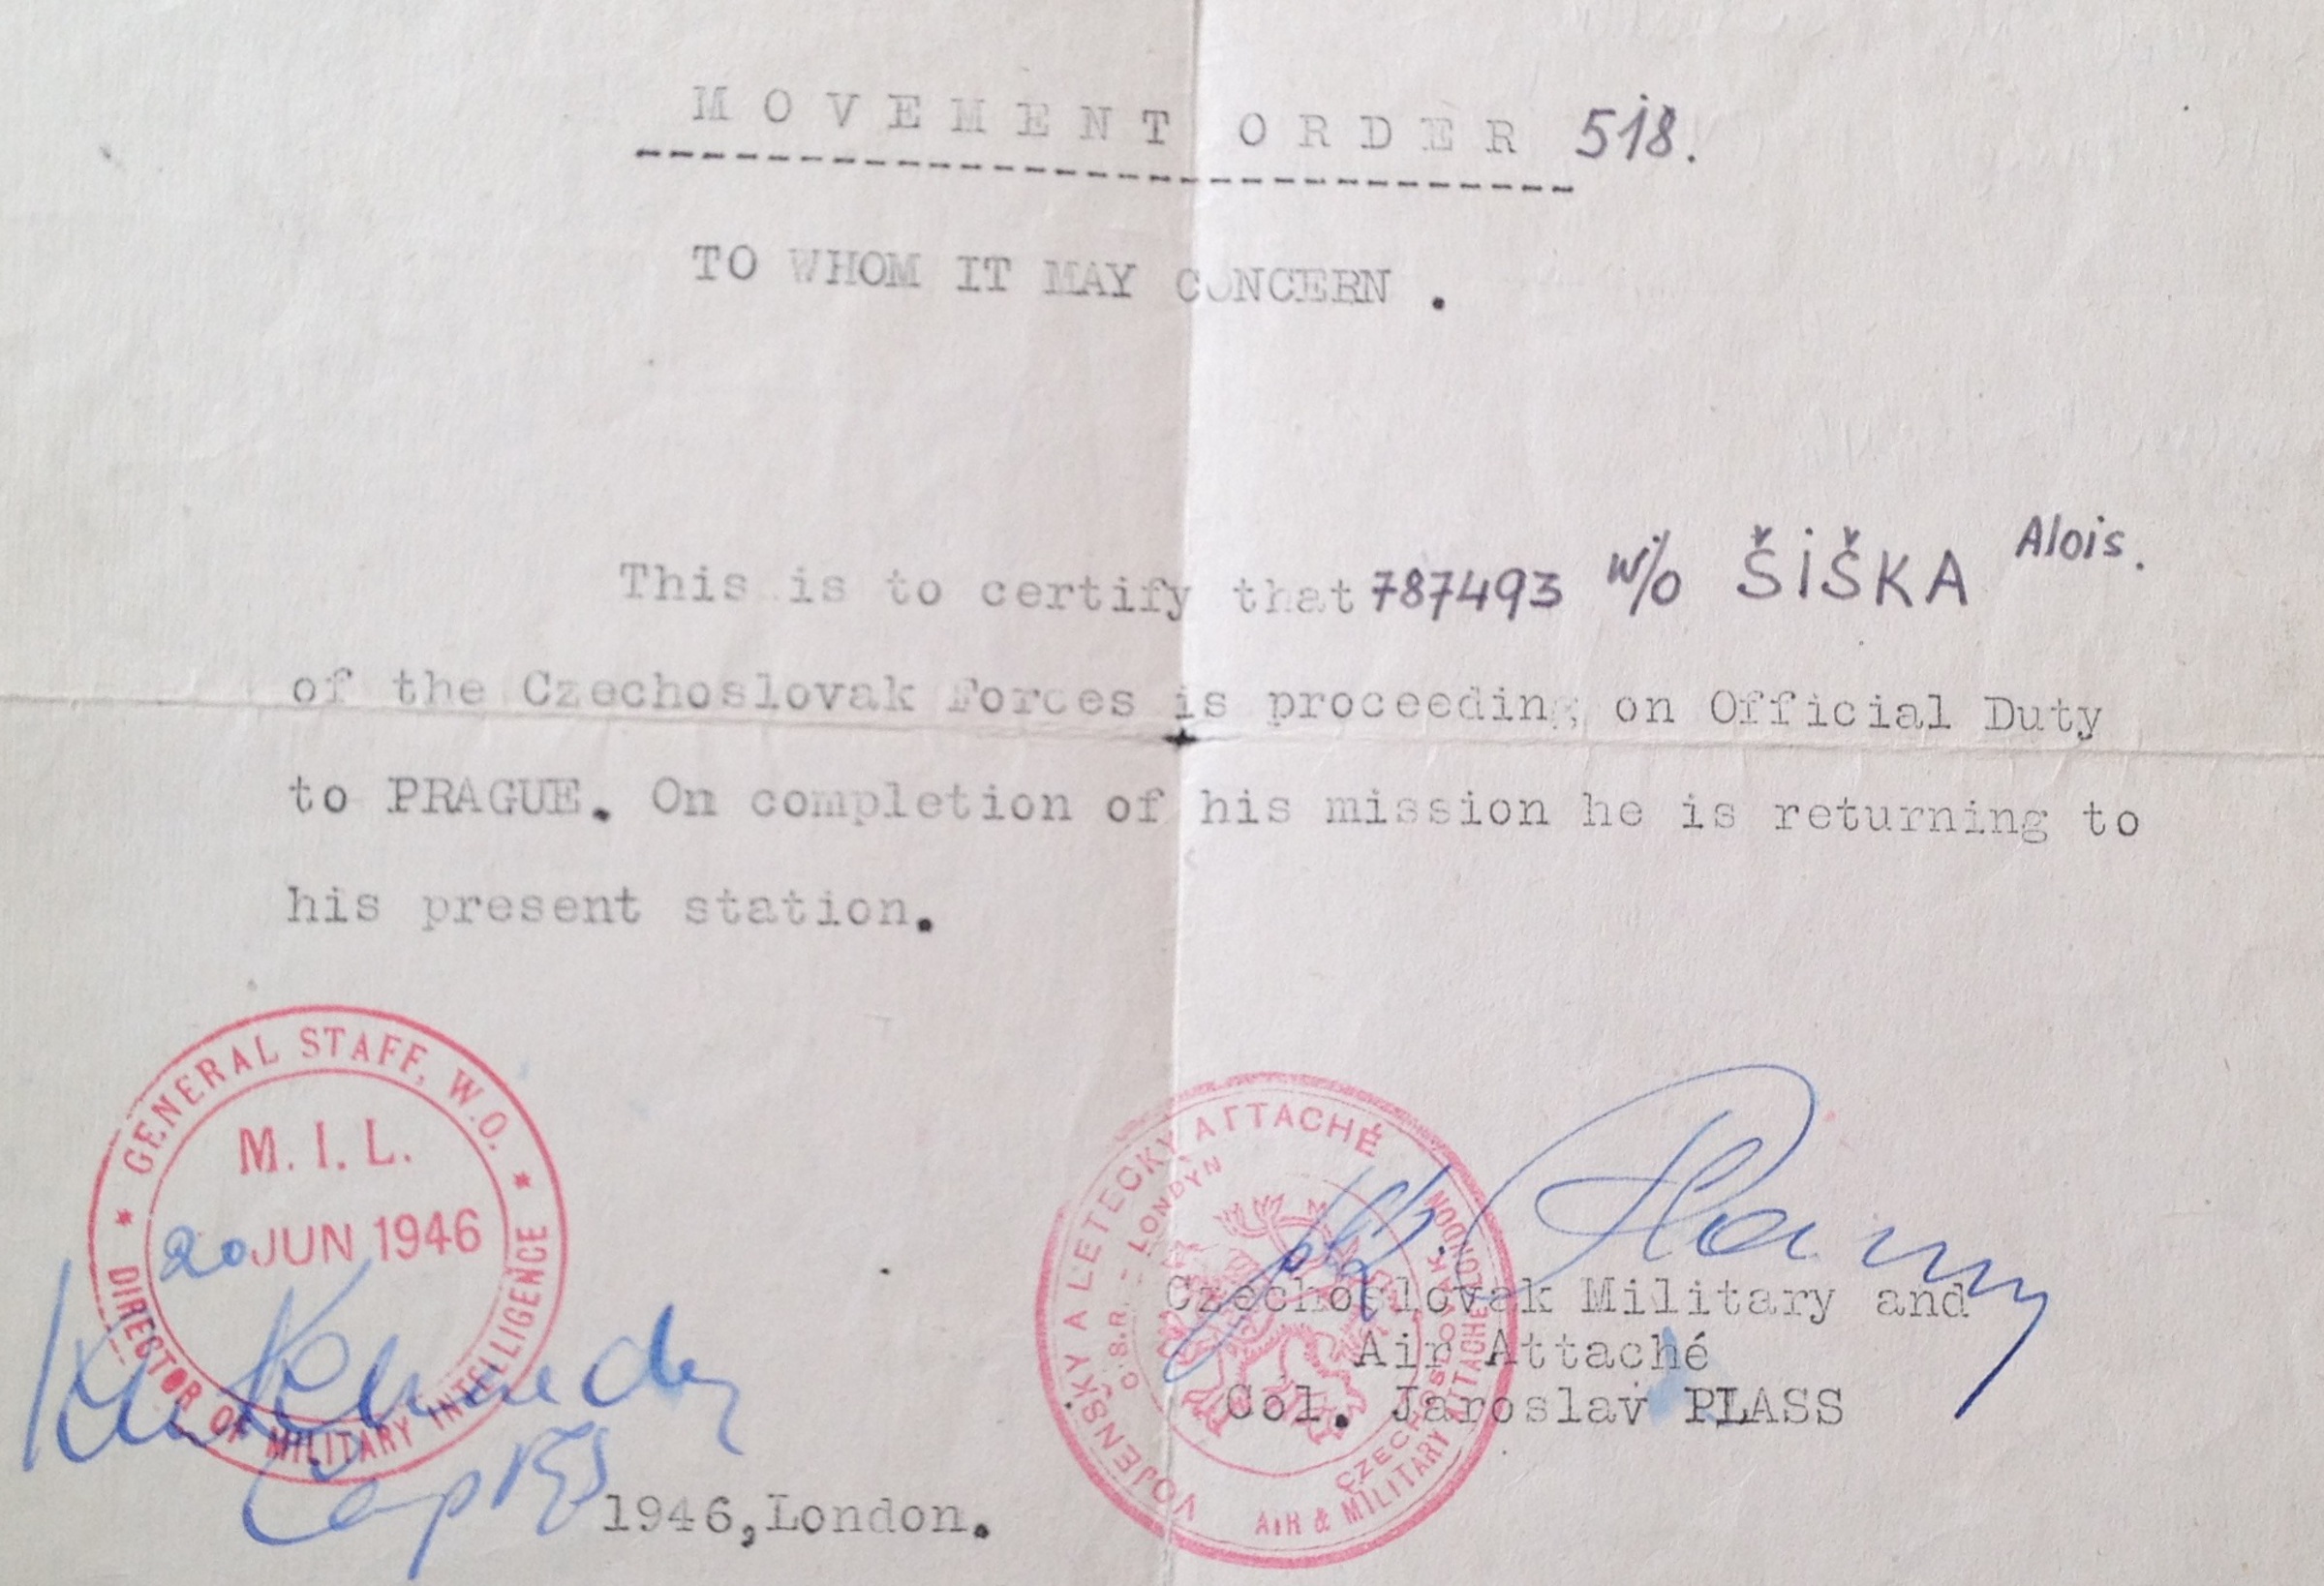 MOVEMENT ORDER 518.
TO WHOM IT MAY CONCERN .
This is to certify that 787493 W/O ŠIŠKA Alois.
of the Czechoslovak Forces is proceeding on Official Duty
to PRAGUE. On completion of his mission he is returning to
his present station.
GENERAL STAFF, W.O.
M. I. L.
20 JUN 1946
DIRECTOR OF MILITARY INTELLIGENCE
Kennedy
Capt
VOJENSKÝ A LETECKÝ ATTACHÉ
Č.S.R. - LONDÝN
CZECHOSLOVAK
AIR & MILITARY ATTACHÉ LONDON
Czechoslovak Military and
Air Attaché
Col. Jaroslav PLASS
1946, London.